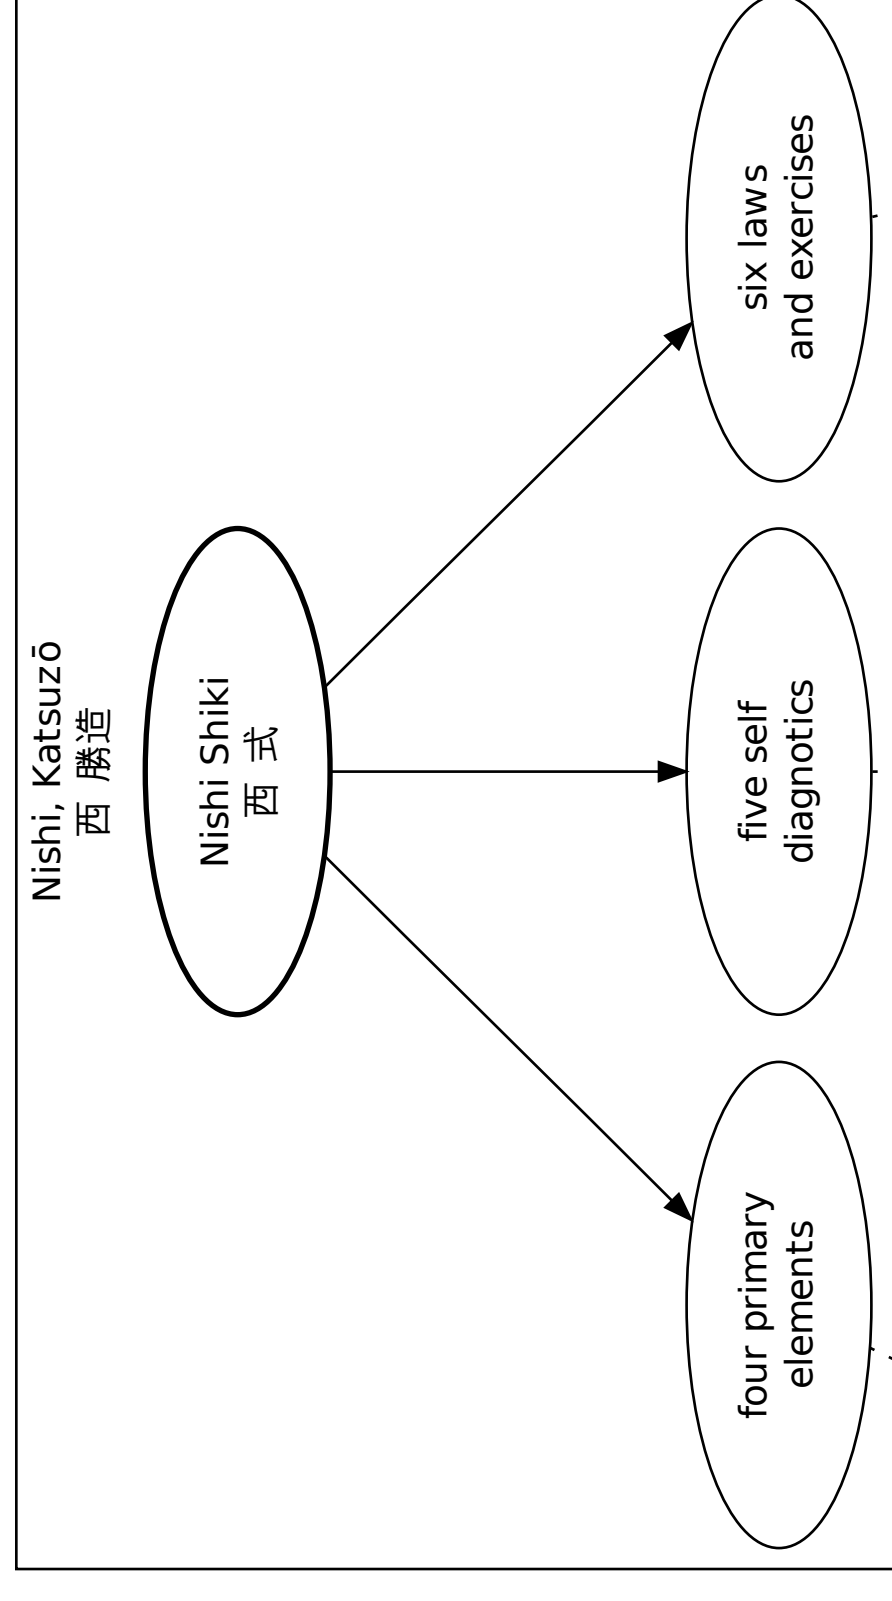 Nishi, Katsuzō
西 勝造
Nishi Shiki
西 式
four primary
elements
five self
diagnotics
six laws
and exercises